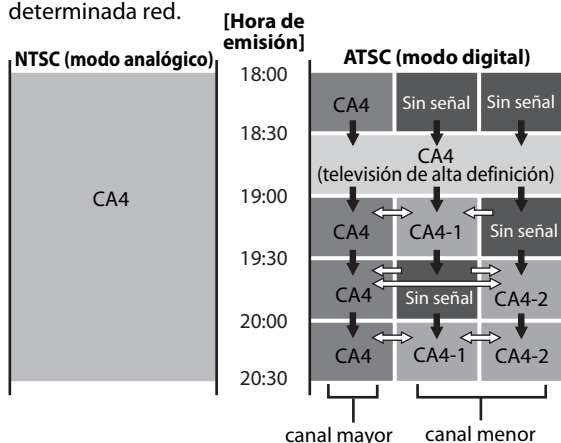 determinada red.
[Hora de
emisión]
NTSC (modo analógico)
ATSC (modo digital)
18:00
CA4
Sin señal
Sin señal
18:30
CA4
(televisión de alta definición)
CA4
19:00
CA4
CA4-1
Sin señal
19:30
CA4
Sin señal
CA4-2
20:00
CA4
CA4-1
CA4-2
20:30
canal mayor
canal menor